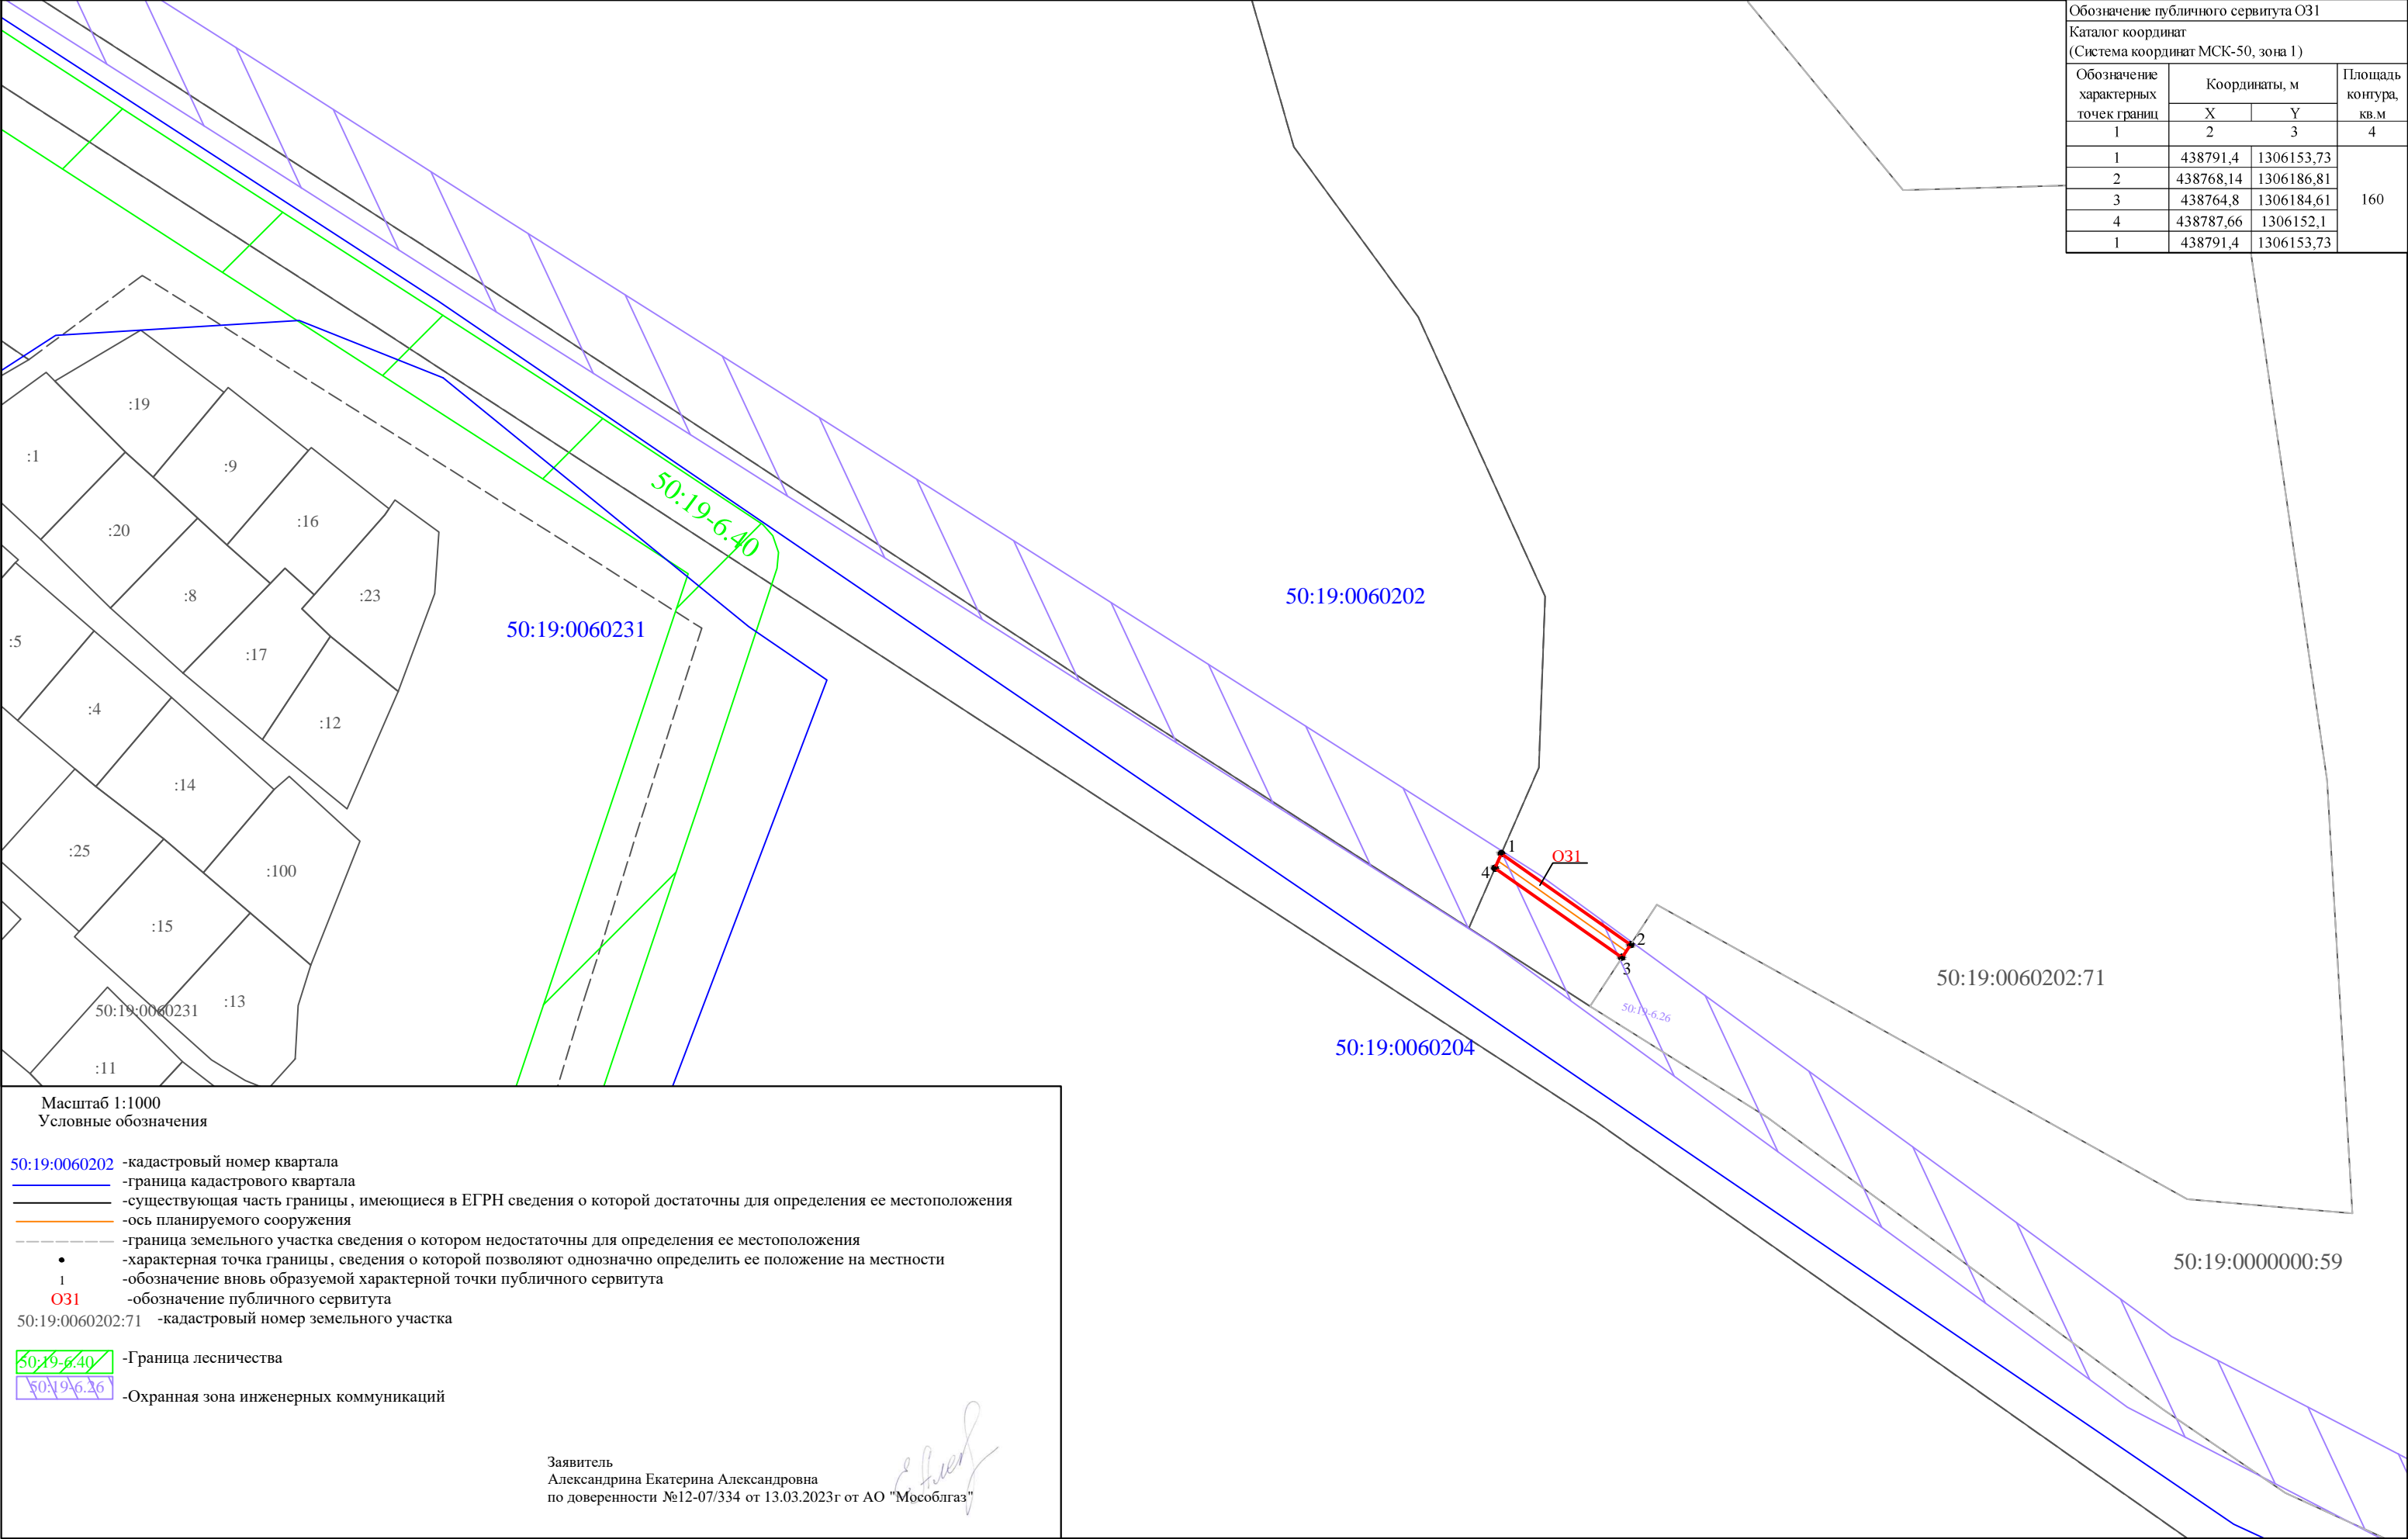 Обозначение публичного сервитута ОЗ1
Каталог координат
(Система координат МСК-50, зона 1)
Обозначение характерных точек границ
Координаты, м
Площадь контура, кв.м
X Y
1 2 3 4
1 438791,4 1306153,73
2 438768,14 1306186,81
3 438764,8 1306184,61
4 438787,66 1306152,1
1 438791,4 1306153,73
160
:19
:1
:9
:16
:20
:8
:23
:5
:17
:4
:12
:14
:25
:100
:15
:13
50:19:0060231
:11
50:19-6.40
50:19:0060231
50:19:0060202
1
ОЗ1
4
2
3
50:19-6.26
50:19:0060202:71
50:19:0060204
50:19:0000000:59
Масштаб 1:1000
Условные обозначения
50:19:0060202 -кадастровый номер квартала
-граница кадастрового квартала
-существующая часть границы, имеющиеся в ЕГРН сведения о которой достаточны для определения ее местоположения
-ось планируемого сооружения
-граница земельного участка сведения о котором недостаточны для определения ее местоположения
-характерная точка границы, сведения о которой позволяют однозначно определить ее положение на местности
1 -обозначение вновь образуемой характерной точки публичного сервитута
ОЗ1 -обозначение публичного сервитута
50:19:0060202:71 -кадастровый номер земельного участка
50:19-6.40 -Граница лесничества
50:19-6.26 -Охранная зона инженерных коммуникаций
Заявитель
Александрина Екатерина Александровна
по доверенности №12-07/334 от 13.03.2023г от АО "Мособлгаз"